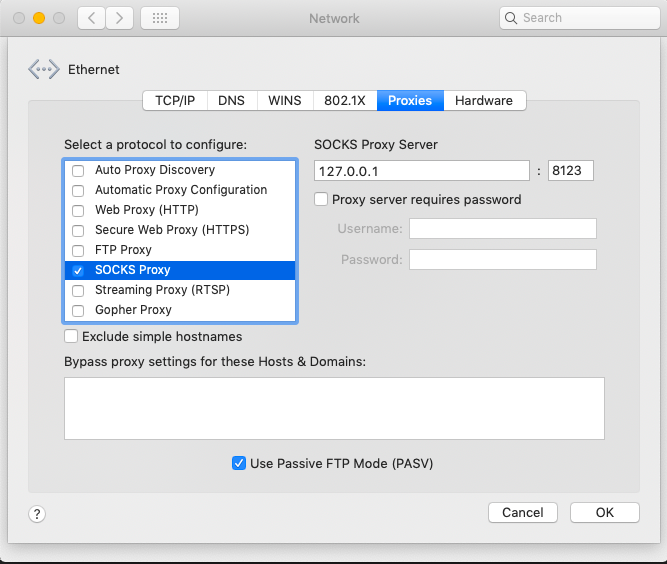 Network
Search
Ethernet
TCP/IP DNS WINS 802.1X Proxies Hardware
Select a protocol to configure:
Auto Proxy Discovery
Automatic Proxy Configuration
Web Proxy (HTTP)
Secure Web Proxy (HTTPS)
FTP Proxy
SOCKS Proxy
Streaming Proxy (RTSP)
Gopher Proxy
Exclude simple hostnames
SOCKS Proxy Server
127.0.0.1 : 8123
Proxy server requires password
Username:
Password:
Bypass proxy settings for these Hosts & Domains:
Use Passive FTP Mode (PASV)
?
Cancel OK